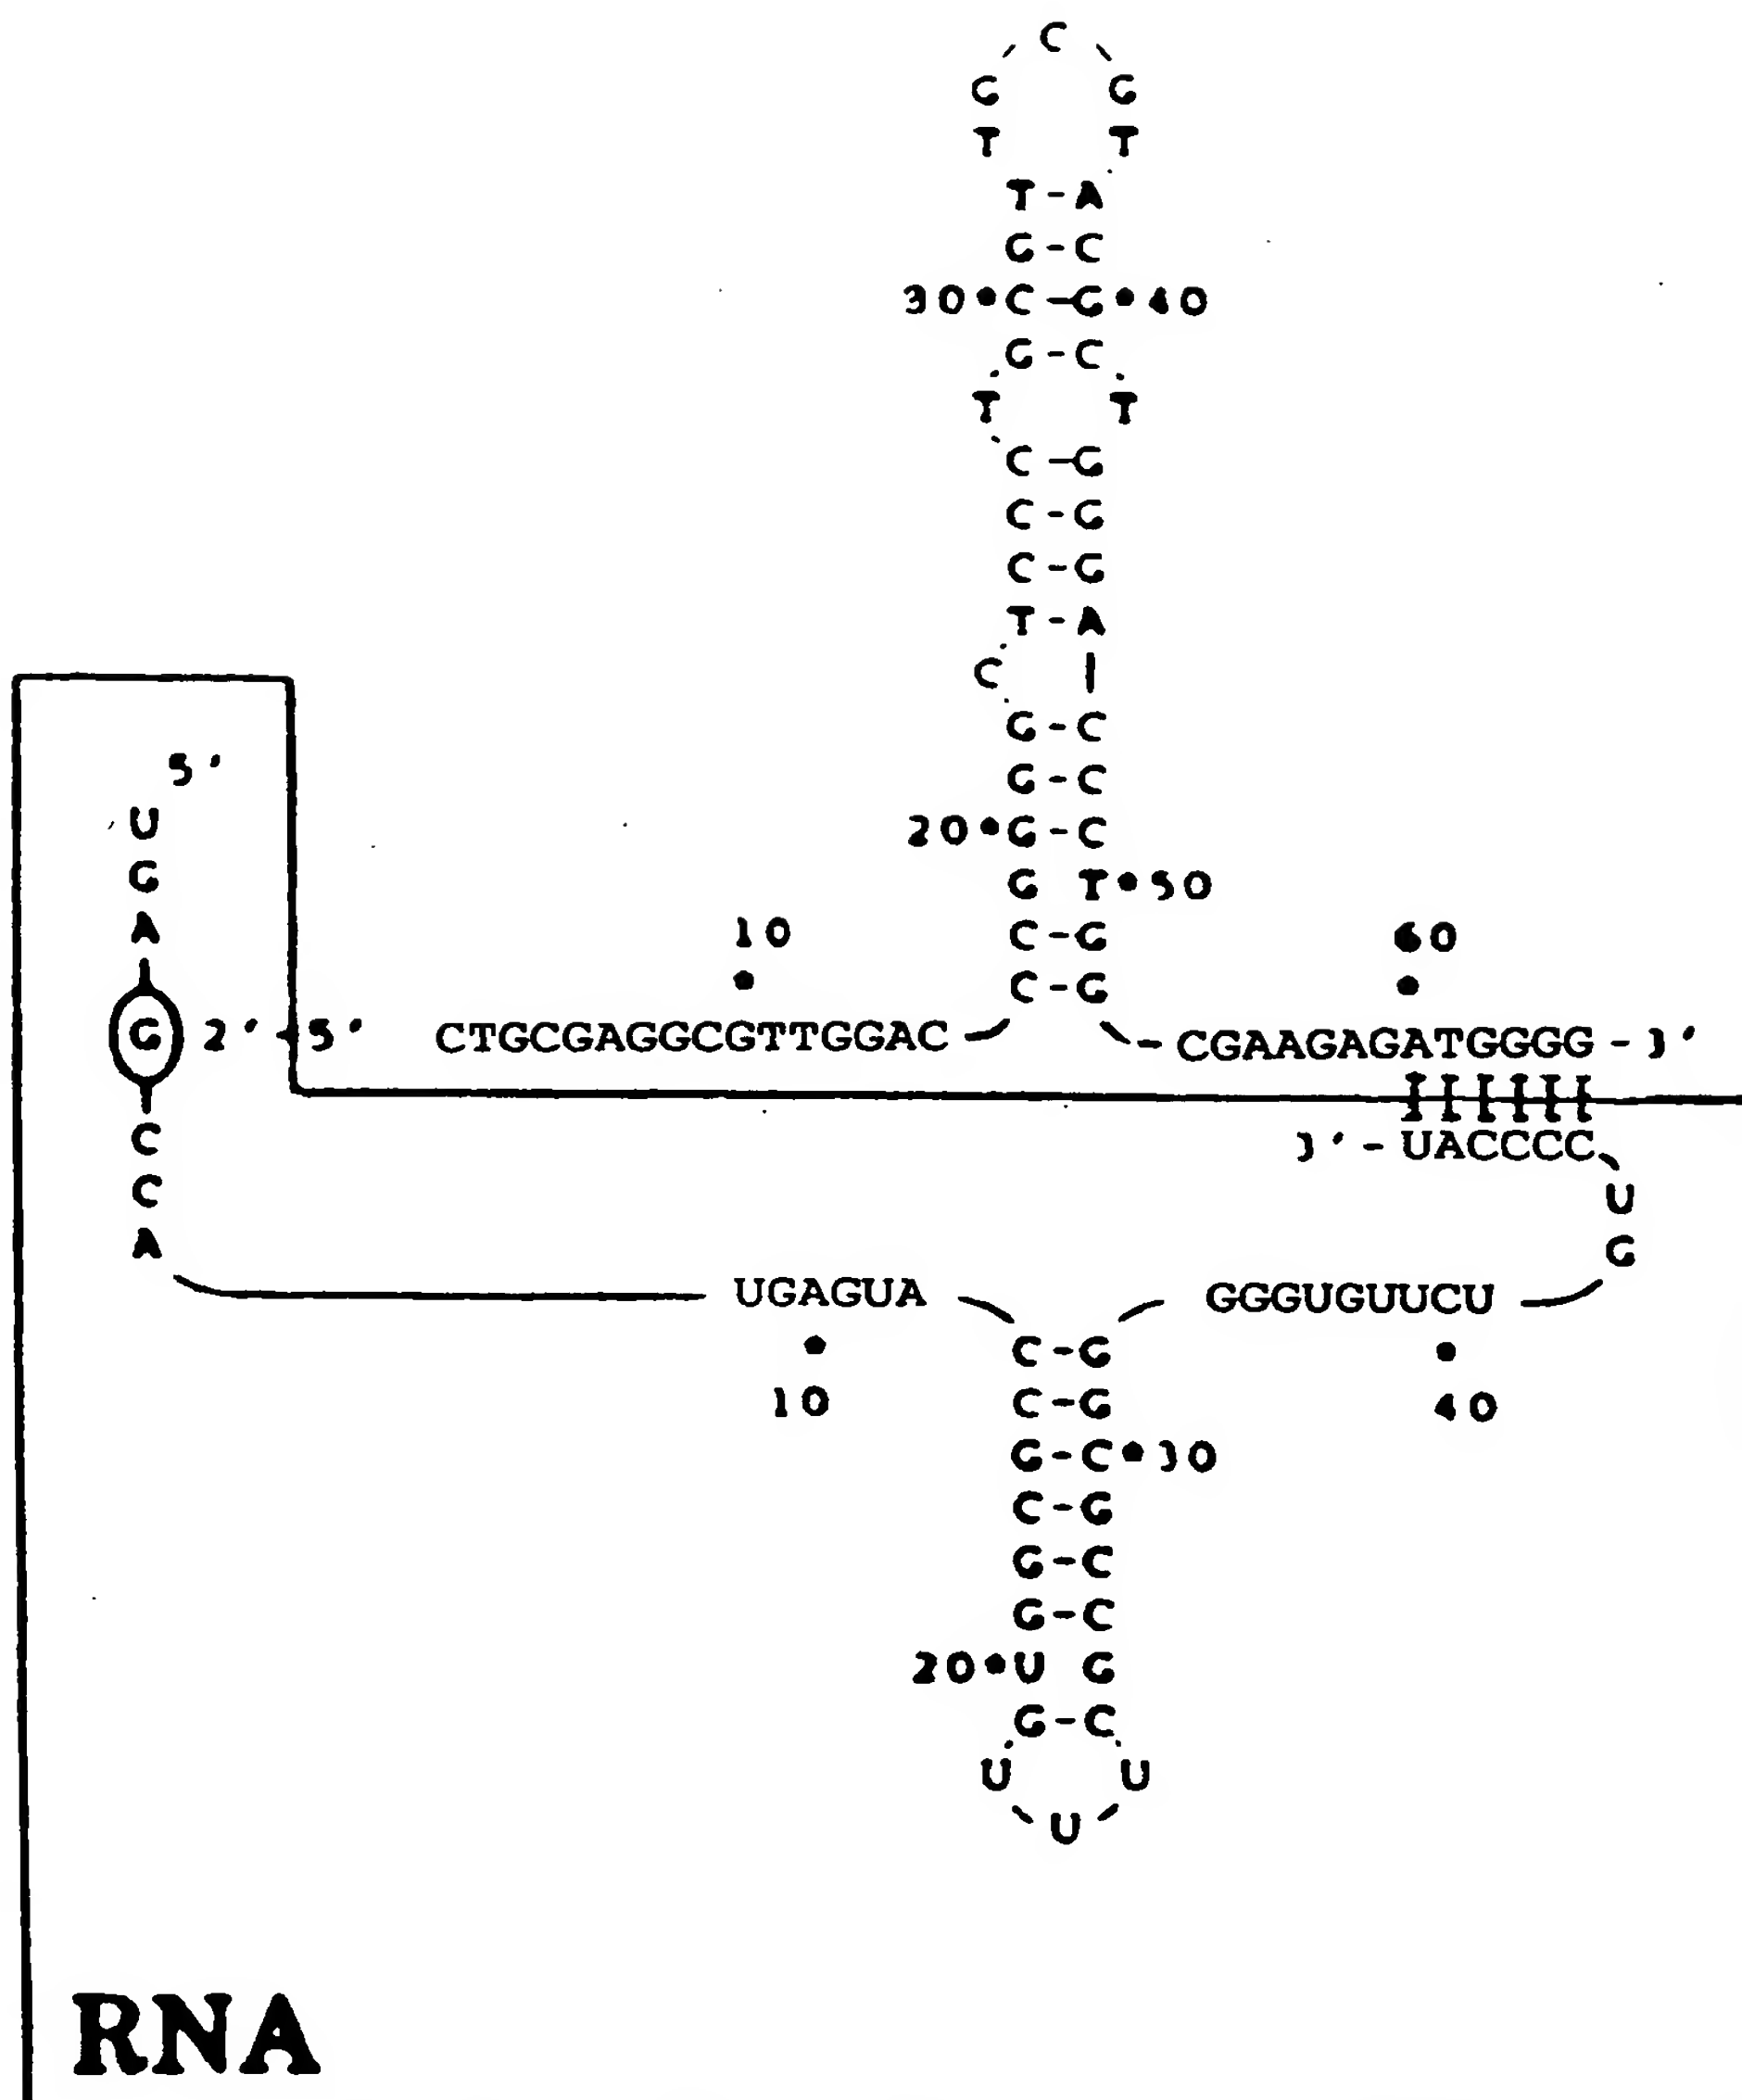 C
G G
T T
T - A
G - C
30•C - G•40
G - C
T T
C - G
C - G
C - G
T - A
C |
G - C
5' G - C
U
G 20•G - C
G T•50
A 10 C - G 60
C - G
G 2' - 5' CTGCGAGGCGTTGGAC CGAAGAGATGGGG - 3'
C 3' - UACCCC
C U
A G
UGAGUA GGGUGUUCU
10 C - G 40
C - G
G - C•30
C - G
G - C
G - C
20•U G
G - C
U U
U
RNA